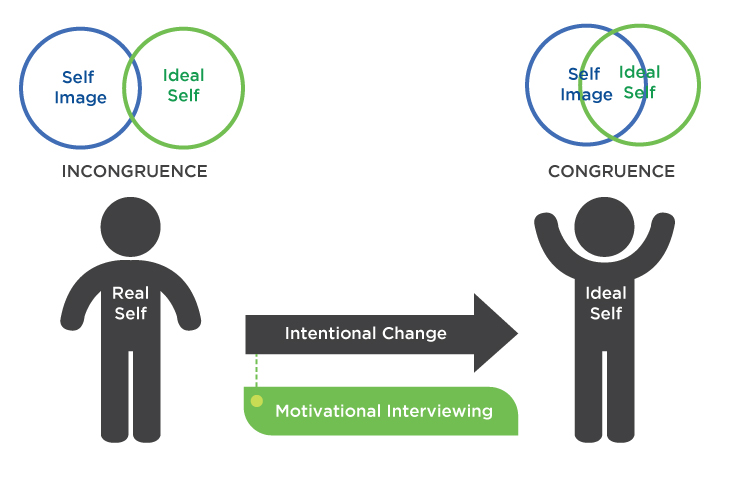 Self
Image
Ideal
Self
INCONGRUENCE
Self
Image
Ideal
Self
CONGRUENCE
Real
Self
Intentional Change
Motivational Interviewing
Ideal
Self